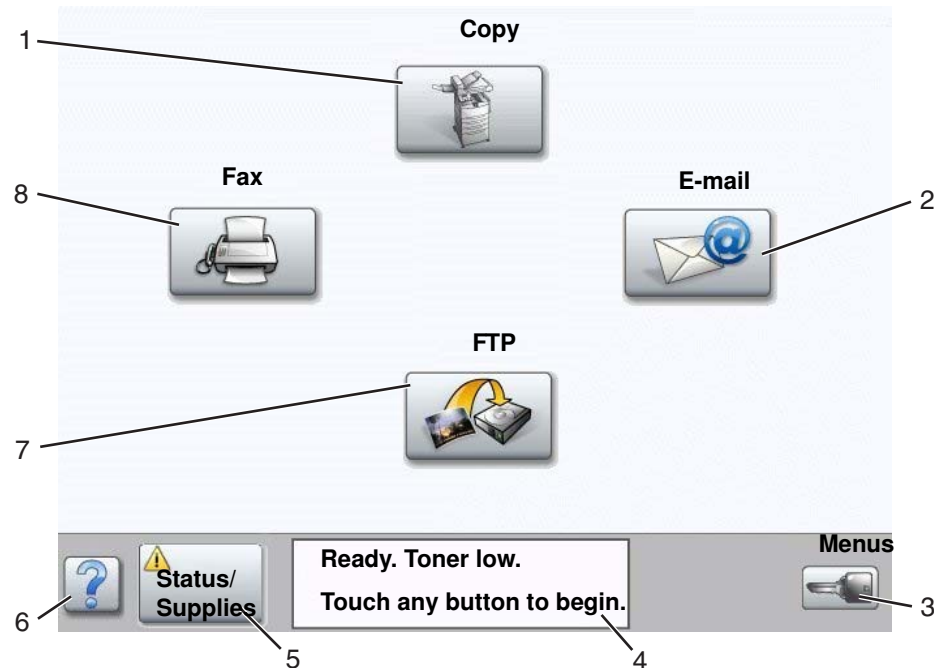 1
Copy
Fax
8
E-mail
2
FTP
7
Menus
Ready. Toner low.
Status/
Supplies
Touch any button to begin.
3
6
5
4